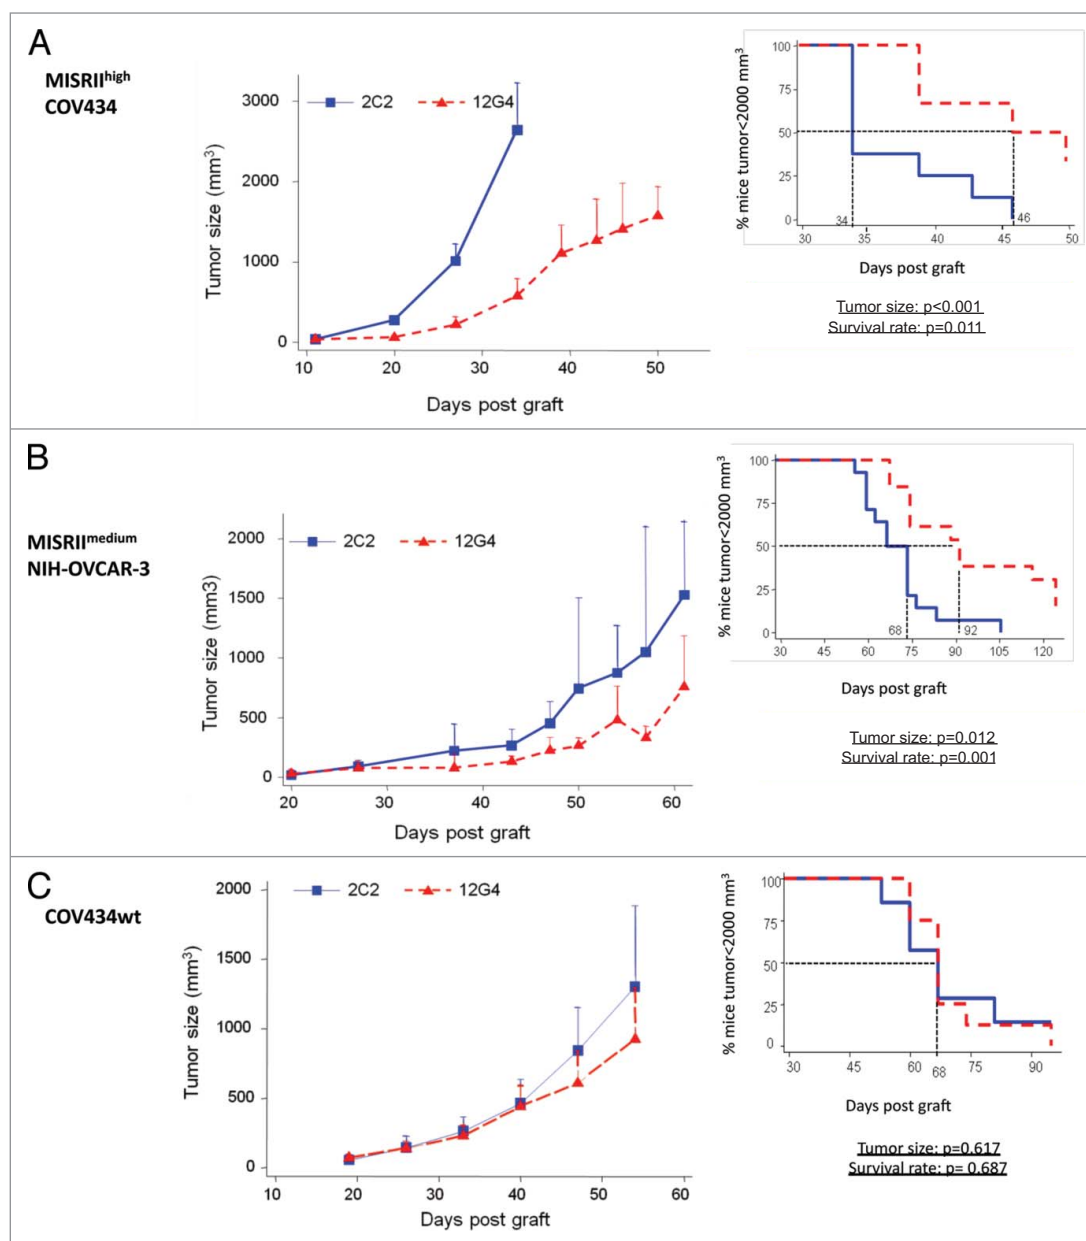 A
MISRII^high
COV434
2C2 12G4
Tumor size (mm³)
3000
2000
1000
0
10 20 30 40 50
Days post graft
% mice tumor<2000 mm³
100
75
50
25
0
34 46
30 35 40 45 50
Days post graft
Tumor size: p<0.001
Survival rate: p=0.011
B
MISRII^medium
NIH-OVCAR-3
2C2 12G4
Tumor size (mm3)
2000
1500
1000
500
0
20 30 40 50 60
Days post graft
% mice tumor<2000 mm³
100
75
50
25
0
68 92
30 45 60 75 90 105 120
Days post graft
Tumor size: p=0.012
Survival rate: p=0.001
C
COV434wt
2C2 12G4
Tumor size (mm³)
2000
1500
1000
500
0
10 20 30 40 50 60
Days post graft
% mice tumor<2000 mm³
100
75
50
25
0
30 45 60 68 75 90
Days post graft
Tumor size: p=0.617
Survival rate: p= 0.687